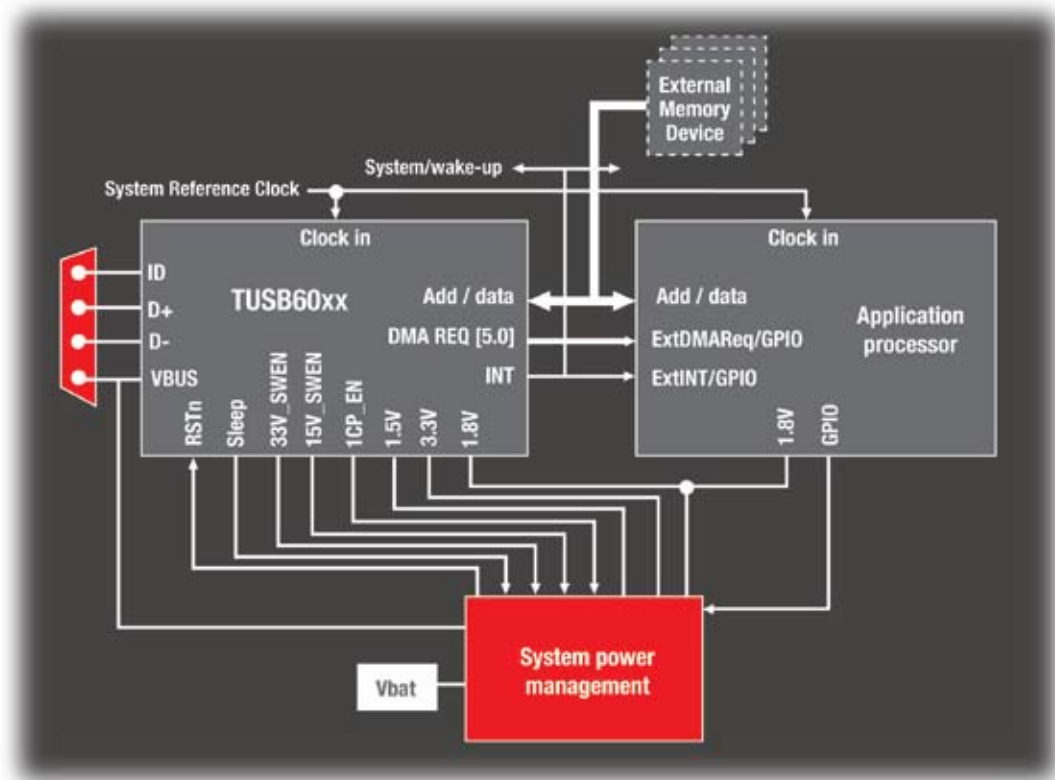 External
Memory
Device
System/wake-up
System Reference Clock
Clock in
Clock in
ID
D+
D-
VBUS
TUSB60xx
Add / data
DMA REQ [5.0]
INT
Add / data
ExtDMAReq/GPIO
ExtINT/GPIO
Application
processor
RSTn
Sleep
33V_SWEN
15V_SWEN
1CP_EN
1.5V
3.3V
1.8V
1.8V
GPIO
System power
management
Vbat